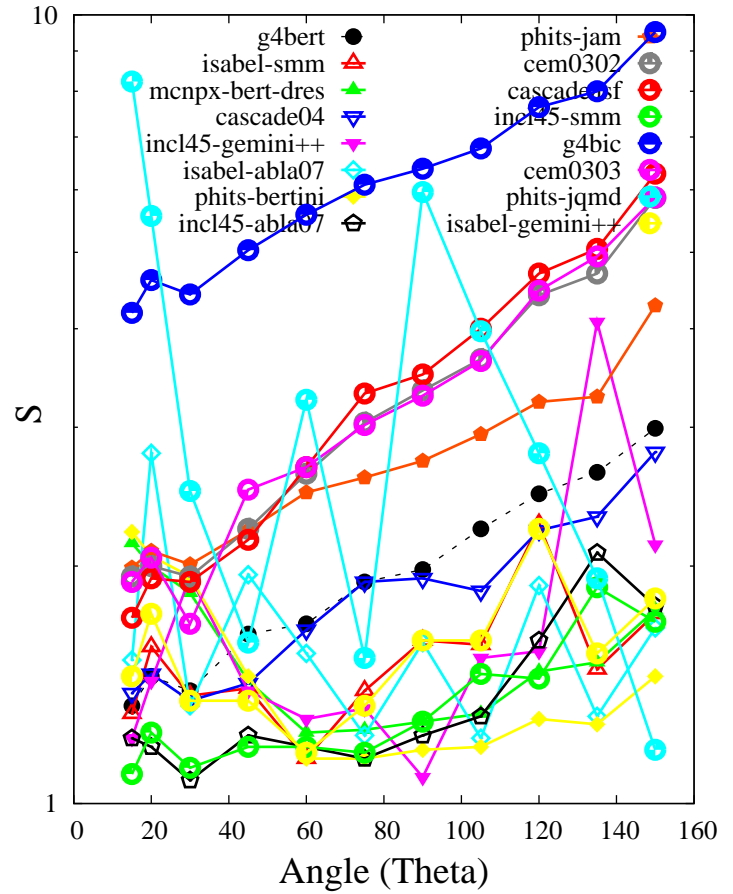 10
g4bert
phits-jam
isabel-smm
cem0302
mcnpx-bert-dres
cascade04
incl45-smm
incl45-gemini++
g4bic
isabel-abla07
cem0303
phits-bertini
phits-jqmd
incl45-abla07
isabel-gemini++
S
1
0
20
40
60
80
100
120
140
160
Angle (Theta)